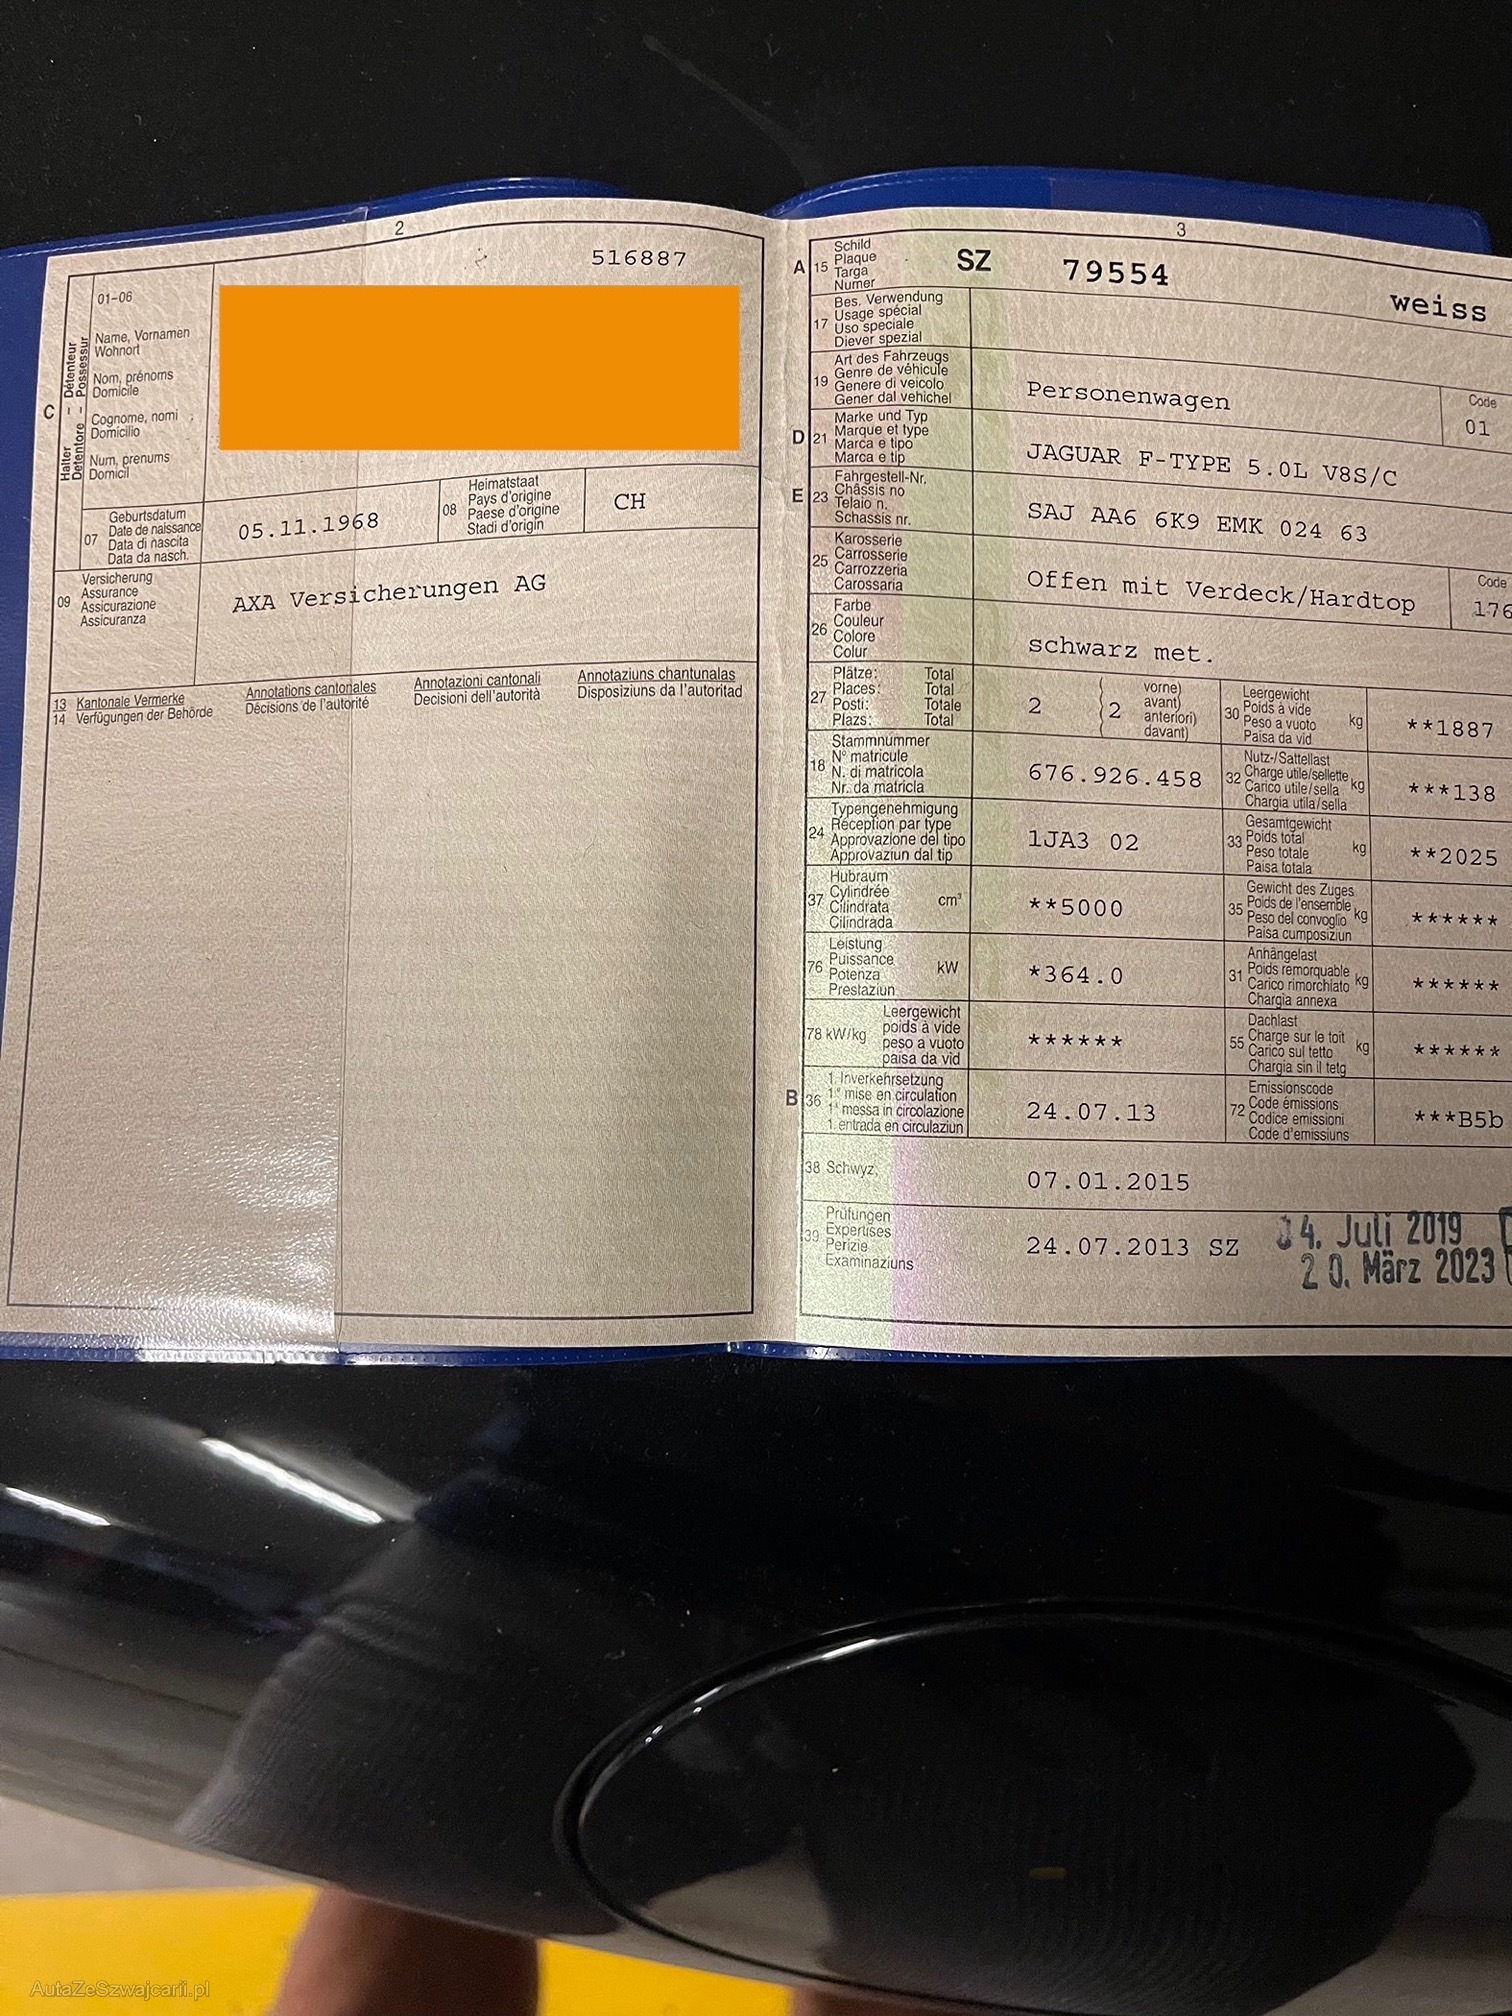 2
516887
01-06
Name, Vornamen
Wohnort
Nom, prénoms
Domicile
Cognome, nomi
Domicilio
Num, prenums
Domicil
C
Halter – Détenteur
Detentore – Possessur
07
Geburtsdatum
Date de naissance
Data di nascita
Data da nasch.
05.11.1968
08
Heimatstaat
Pays d'origine
Paese d'origine
Stadi d'origin
CH
09
Versicherung
Assurance
Assicurazione
Assicuranza
AXA Versicherungen AG
13 Kantonale Vermerke
14 Verfügungen der Behörde
Annotations cantonales
Décisions de l'autorité
Annotazioni cantonali
Decisioni dell'autorità
Annotaziuns chantunalas
Disposiziuns da l'autoritad
3
A 15
Schild
Plaque
Targa
Numer
SZ 79554 weiss
17
Bes. Verwendung
Usage spécial
Uso speciale
Diever spezial
19
Art des Fahrzeugs
Genre de véhicule
Genere di veicolo
Gener dal vehichel
Personenwagen
Code
01
D 21
Marke und Typ
Marque et type
Marca e tipo
Marca e tip
JAGUAR F-TYPE 5.0L V8S/C
E 23
Fahrgestell-Nr.
Châssis no
Telaio n.
Schassis nr.
SAJ AA6 6K9 EMK 024 63
25
Karosserie
Carrosserie
Carrozzeria
Carossaria
Offen mit Verdeck/Hardtop
Code
176
26
Farbe
Couleur
Colore
Colur
schwarz met.
27
Plätze: Total
Places: Total
Posti: Totale
Plazs: Total
2
2
vorne)
avant)
anteriori)
davant)
30
Leergewicht
Poids à vide
Peso a vuoto
Paisa da vid
kg
**1887
18
Stammnummer
N° matricule
N. di matricola
Nr. da matricla
676.926.458
32
Nutz-/Sattellast
Charge utile/sellette
Carico utile/sella
Chargia utila/sella
kg
***138
24
Typengenehmigung
Réception par type
Approvazione del tipo
Approvaziun dal tip
1JA3 02
33
Gesamtgewicht
Poids total
Peso totale
Paisa totala
kg
**2025
37
Hubraum
Cylindrée
Cilindrata
Cilindrada
cm³
**5000
35
Gewicht des Zuges
Poids de l'ensemble
Peso del convoglio
Paisa cumposiziun
kg
******
76
Leistung
Puissance
Potenza
Prestaziun
kW
*364.0
31
Anhängelast
Poids remorquable
Carico rimorchiato
Chargia annexa
kg
******
78 kW/kg
Leergewicht
poids à vide
peso a vuoto
paisa da vid
******
55
Dachlast
Charge sur le toit
Carico sul tetto
Chargia sin il tetg
kg
******
B 36
1. Inverkehrsetzung
1re mise en circulation
1a messa in circolazione
1. entrada en circulaziun
24.07.13
72
Emissionscode
Code émissions
Codice emissioni
Code d'emissiuns
***B5b
38 Schwyz,
07.01.2015
39
Prüfungen
Expertises
Perizie
Examinaziuns
24.07.2013 SZ
04. Juli 2019
20. März 2023
AutaZeSzwajcarii.pl